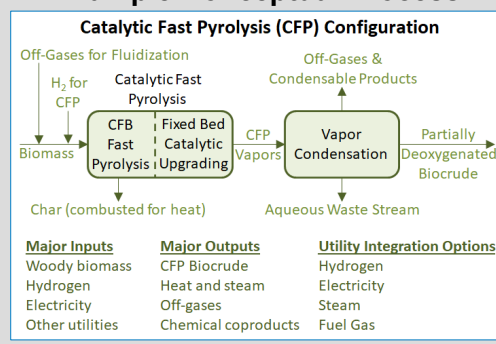 Catalytic Fast Pyrolysis (CFP) Configuration
Off-Gases for Fluidization
H2 for
CFP
Catalytic Fast
Pyrolysis
Off-Gases &
Condensable Products
Biomass
CFB
Fast
Pyrolysis
Fixed Bed
Catalytic
Upgrading
CFP
Vapors
Vapor
Condensation
Partially
Deoxygenated
Biocrude
Char (combusted for heat)
Aqueous Waste Stream
Major Inputs
Woody biomass
Hydrogen
Electricity
Other utilities
Major Outputs
CFP Biocrude
Heat and steam
Off-gases
Chemical coproducts
Utility Integration Options
Hydrogen
Electricity
Steam
Fuel Gas